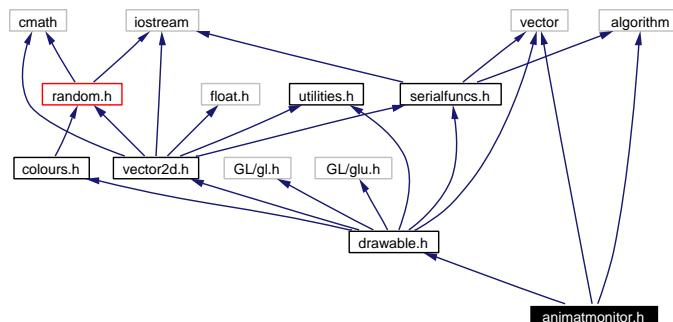 cmath
iostream
vector
algorithm
random.h
float.h
utilities.h
serialfuncs.h
colours.h
vector2d.h
GL/gl.h
GL/glu.h
drawable.h
animatmonitor.h